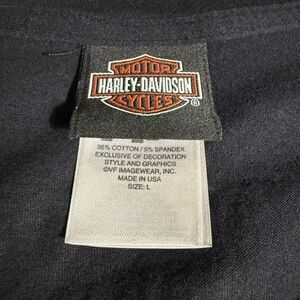 MOTOR
HARLEY-DAVIDSON
CYCLES
®
95% COTTON / 5% SPANDEX
EXCLUSIVE OF DECORATION
STYLE AND GRAPHICS
©VF IMAGEWEAR, INC.
MADE IN USA
SIZE: L